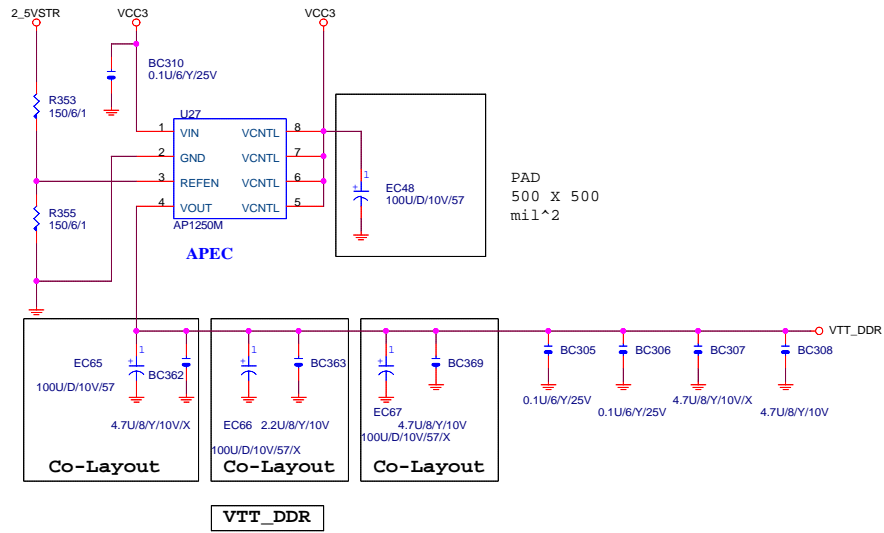 2_5VSTR
VCC3
VCC3
BC310
0.1U/6/Y/25V
R353
150/6/1
U27
1 VIN VCNTL 8
2 GND VCNTL 7
3 REFEN VCNTL 6
4 VOUT VCNTL 5
AP1250M
APEC
R355
150/6/1
1
+
EC48
100U/D/10V/57
PAD
500 X 500
mil^2
VTT_DDR
EC65
100U/D/10V/57
1
+
BC362
4.7U/8/Y/10V/X
Co-Layout
1
+
BC363
EC66
2.2U/8/Y/10V
100U/D/10V/57/X
Co-Layout
1
+
BC369
EC67
4.7U/8/Y/10V
100U/D/10V/57/X
Co-Layout
BC305
0.1U/6/Y/25V
BC306
0.1U/6/Y/25V
BC307
4.7U/8/Y/10V/X
BC308
4.7U/8/Y/10V
VTT_DDR